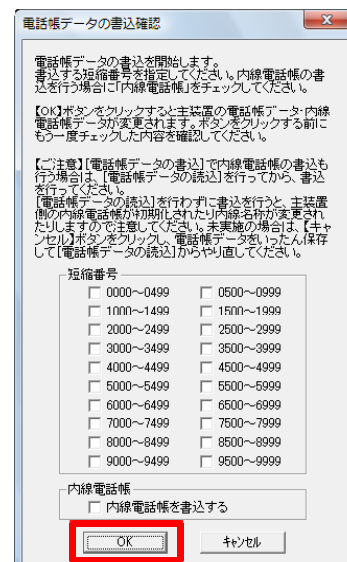 電話帳データの書込確認
電話帳データの書込を開始します。
書込する短縮番号を指定してください。内線電話帳の書
込を行う場合に「内線電話帳」をチェックしてください。
【OK】ボタンをクリックすると主装置の電話帳データ・内線
電話帳データが変更されます。ボタンをクリックする前に
もう一度チェックした内容を確認してください。
【ご注意】[電話帳データの書込]で内線電話帳の書込も
行う場合は、[電話帳データの読込]を行ってから、書込
を行ってください。
[電話帳データの読込]を行わずに書込を行うと、主装置
側の内線電話帳が初期化されたり内線名称が変更され
たりしますので注意してください。未実施の場合は、【キャ
ンセル】ボタンをクリックし、電話帳データをいったん保存
して[電話帳データの読込]からやり直してください。
短縮番号
0000～0499 0500～0999
1000～1499 1500～1999
2000～2499 2500～2999
3000～3499 3500～3999
4000～4499 4500～4999
5000～5499 5500～5999
6000～6499 6500～6999
7000～7499 7500～7999
8000～8499 8500～8999
9000～9499 9500～9999
内線電話帳
内線電話帳を書込する
OK キャンセル